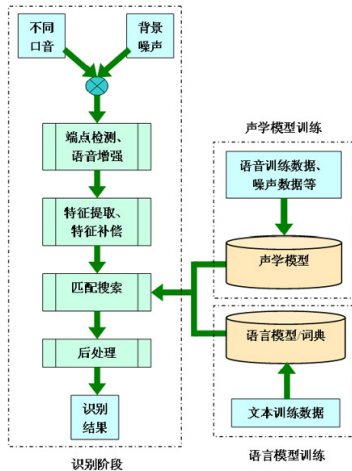 不同
口音
背景
噪声
端点检测、
语音增强
特征提取、
特征补偿
匹配搜索
后处理
识别
结果
识别阶段
声学模型训练
语音训练数据、
噪声数据等
声学模型
语言模型/词典
文本训练数据
语言模型训练